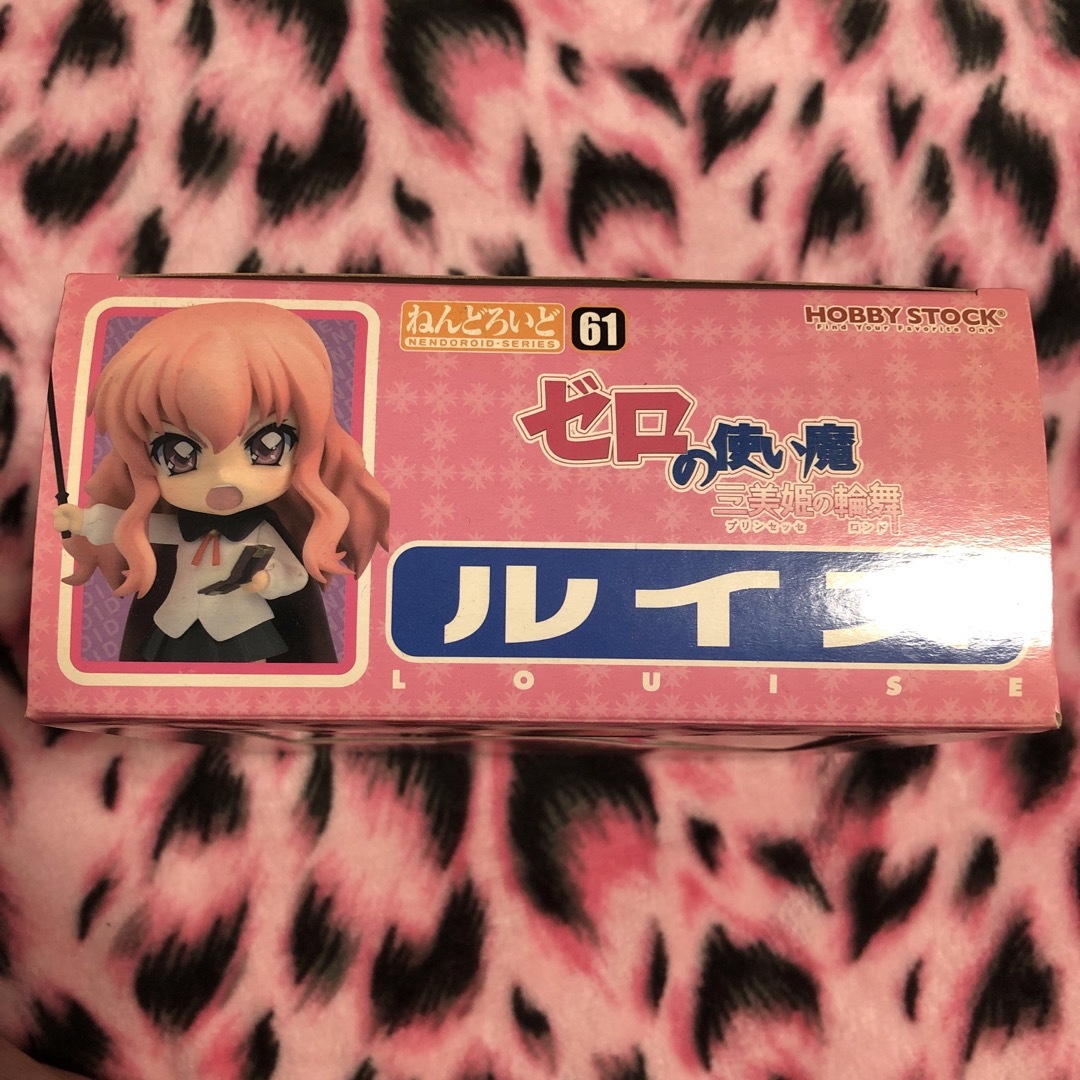 ねんどろいど 61
NENDOROID・SERIES
HOBBY STOCK®
Find Your Favorite One
ゼロの使い魔
三美姫の輪舞
プリンセッセ ロンド
ルイズ
LOUISE